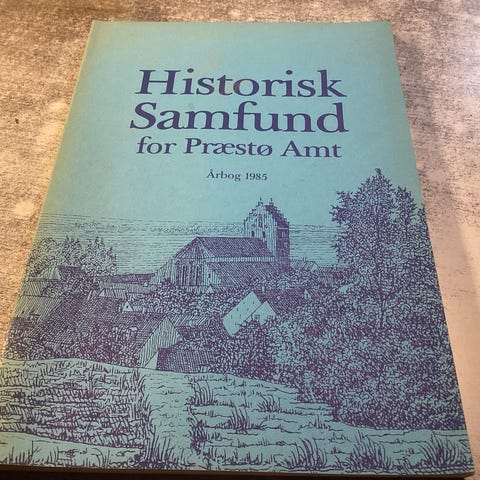 Historisk
Samfund
for Præstø Amt
Årbog 1985